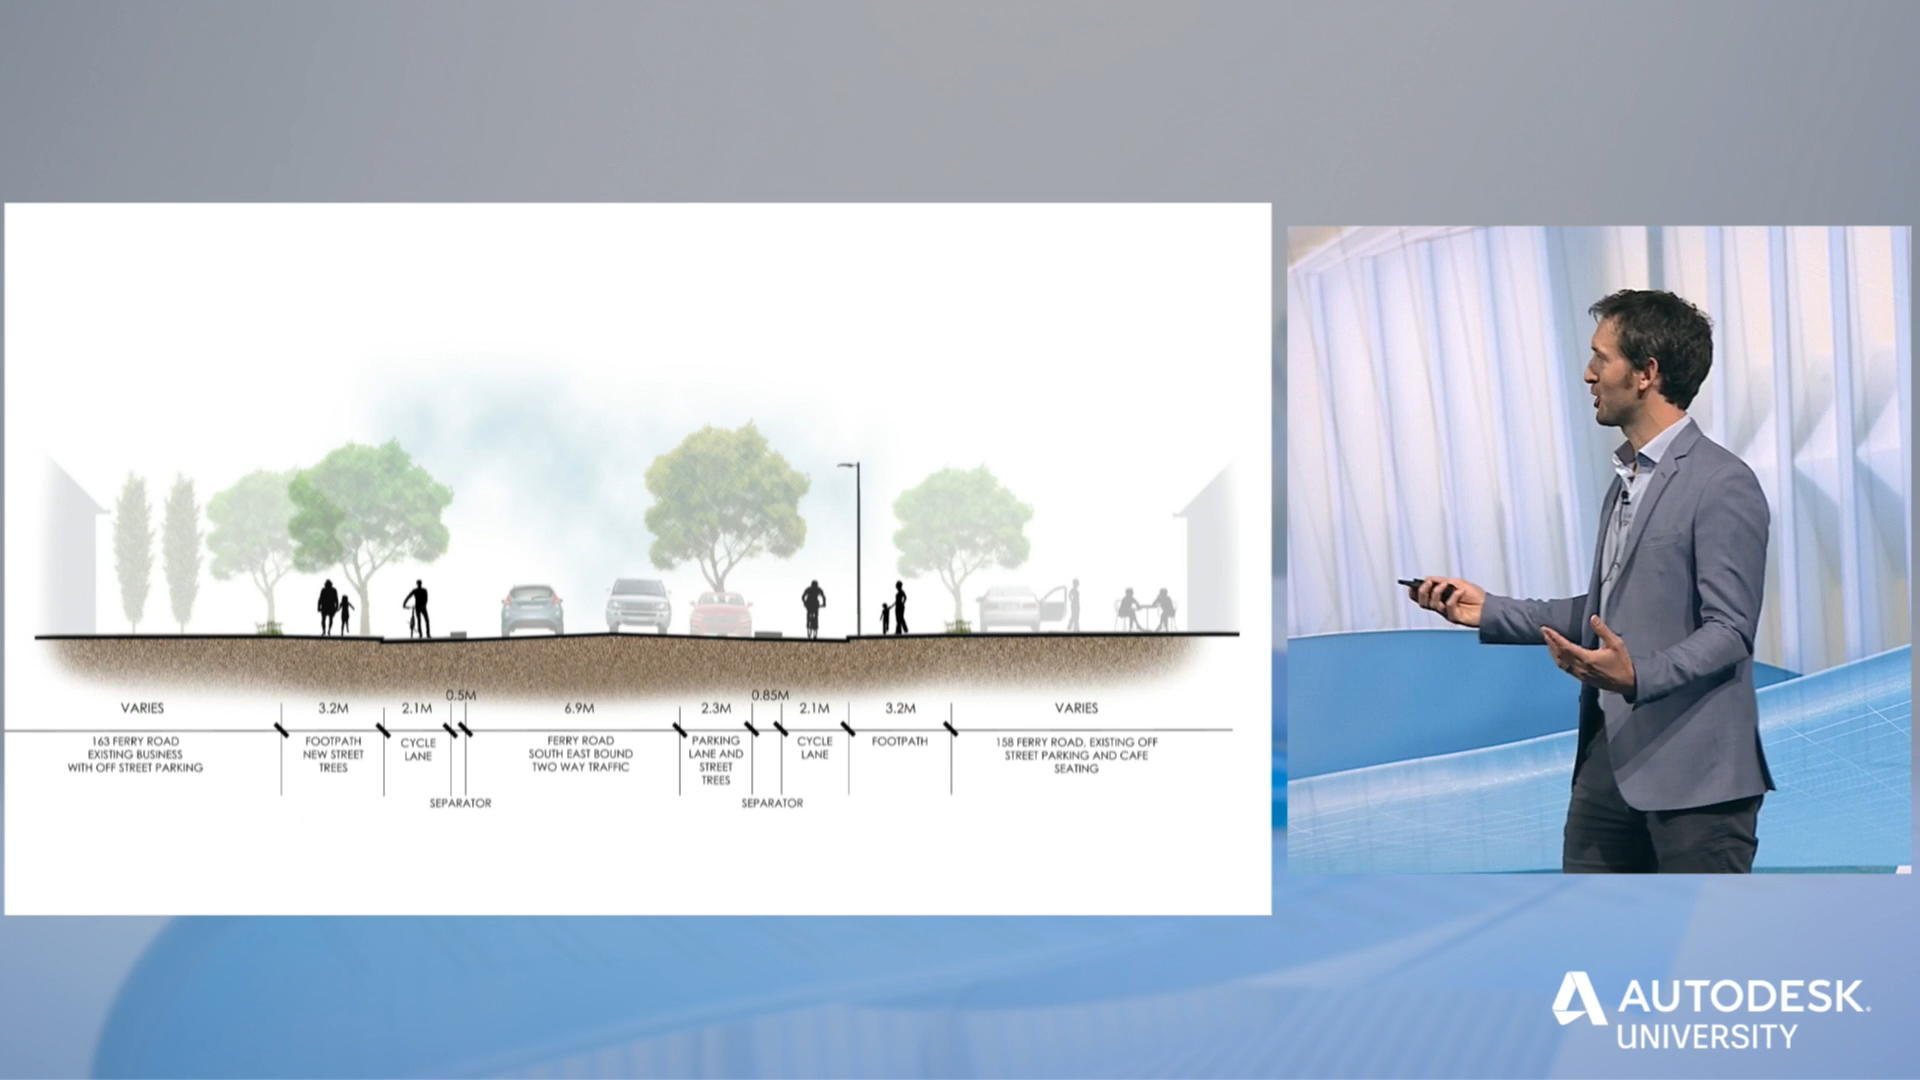 0.5M
0.85M
VARIES
3.2M
2.1M
6.9M
2.3M
2.1M
3.2M
VARIES
163 FERRY ROAD
EXISTING BUSINESS
WITH OFF STREET PARKING
FOOTPATH
NEW STREET
TREES
CYCLE
LANE
SEPARATOR
FERRY ROAD
SOUTH EAST BOUND
TWO WAY TRAFFIC
PARKING
LANE AND
STREET
TREES
SEPARATOR
CYCLE
LANE
FOOTPATH
158 FERRY ROAD, EXISTING OFF
STREET PARKING AND CAFE
SEATING
AUTODESK.
UNIVERSITY